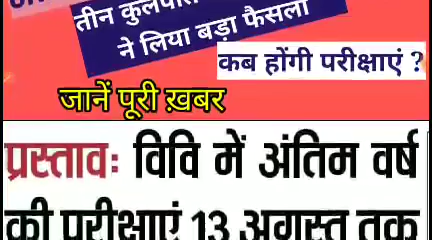 तीन कुलपति
ने लिया बड़ा फैसला
कब होंगी परीक्षाएं ?
जानें पूरी ख़बर
प्रस्तावः विवि में अंतिम वर्ष
की परीक्षाएं 13 अगस्त तक